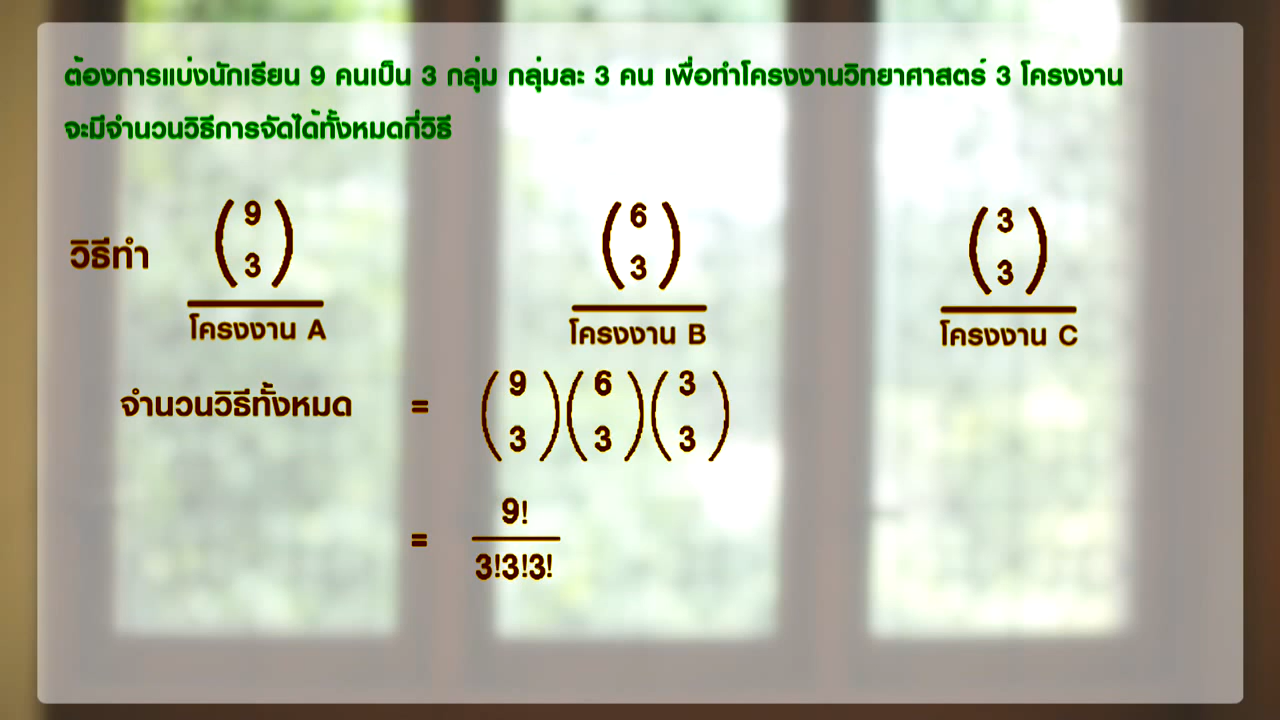 ต้องการแบ่งนักเรียน 9 คนเป็น 3 กลุ่ม กลุ่มละ 3 คน เพื่อทำโครงงานวิทยาศาสตร์ 3 โครงงาน
จะมีจำนวนวิธีการจัดได้ทั้งหมดกี่วิธี
วิธีทำ (9 3) (6 3) (3 3)
โครงงาน A โครงงาน B โครงงาน C
จำนวนวิธีทั้งหมด = (9 3)(6 3)(3 3)
= 9!
3!3!3!